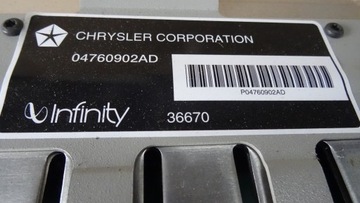 CHRYSLER CORPORATION
04760902AD
P04760902AD
Infinity
36670